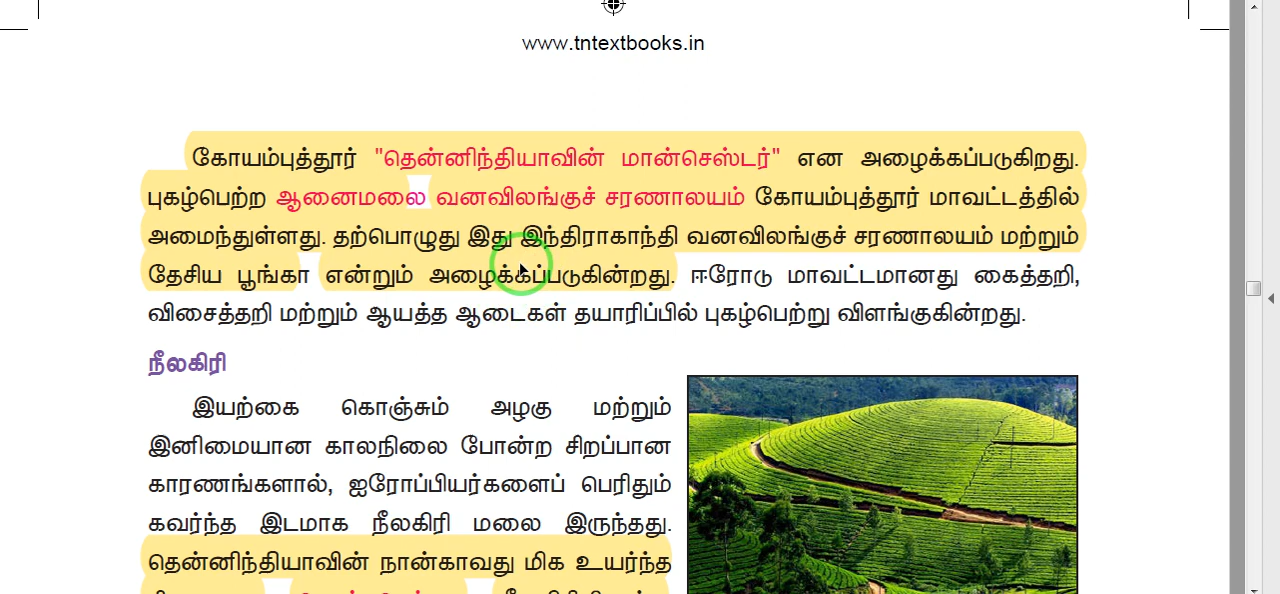 www.tntextbooks.in
கோயம்புத்தூர் "தென்னிந்தியாவின் மான்செஸ்டர்" என அழைக்கப்படுகிறது.
புகழ்பெற்ற ஆனைமலை வனவிலங்குச் சரணாலயம் கோயம்புத்தூர் மாவட்டத்தில்
அமைந்துள்ளது. தற்பொழுது இது இந்திராகாந்தி வனவிலங்குச் சரணாலயம் மற்றும்
தேசிய பூங்கா என்றும் அழைக்கப்படுகின்றது. ஈரோடு மாவட்டமானது கைத்தறி,
விசைத்தறி மற்றும் ஆயத்த ஆடைகள் தயாரிப்பில் புகழ்பெற்று விளங்குகின்றது.
நீலகிரி
இயற்கை கொஞ்சும் அழகு மற்றும்
இனிமையான காலநிலை போன்ற சிறப்பான
காரணங்களால், ஐரோப்பியர்களைப் பெரிதும்
கவர்ந்த இடமாக நீலகிரி மலை இருந்தது.
தென்னிந்தியாவின் நான்காவது மிக உயர்ந்த